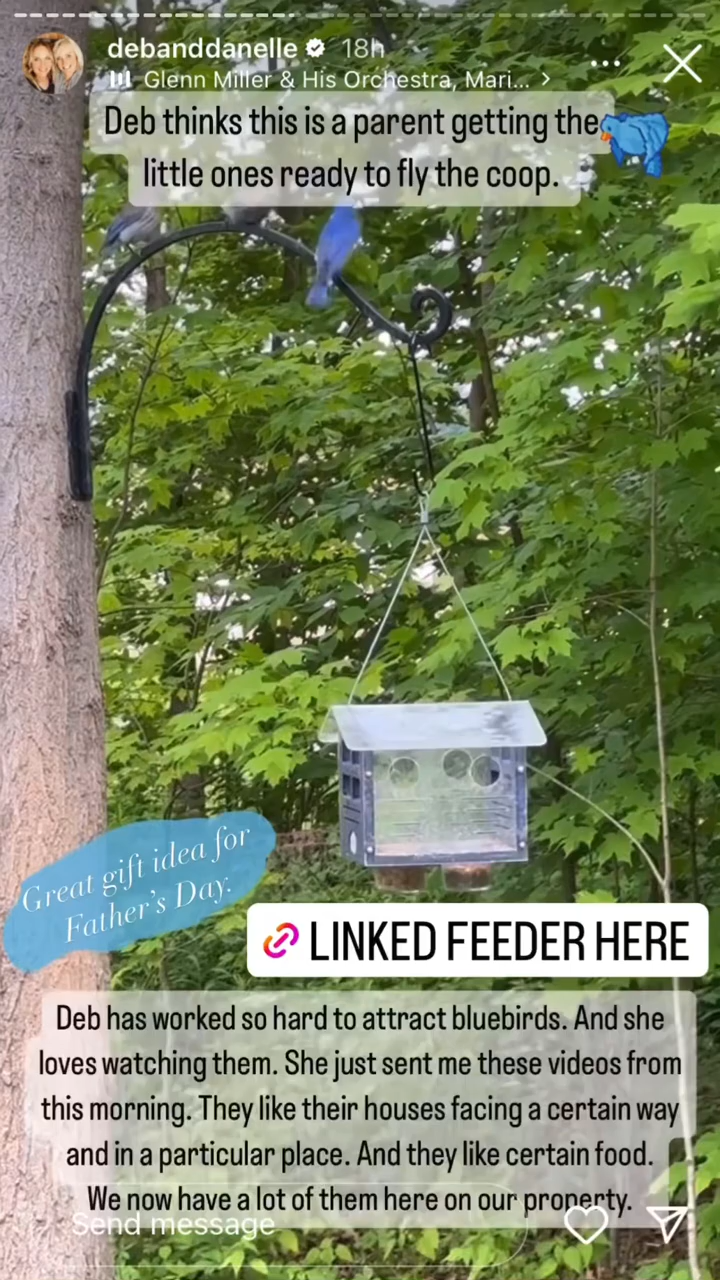 debanddanelle 18h
Glenn Miller & His Orchestra, Mari... >
Deb thinks this is a parent getting the
little ones ready to fly the coop.
Great gift idea for
Father's Day.
LINKED FEEDER HERE
Deb has worked so hard to attract bluebirds. And she
loves watching them. She just sent me these videos from
this morning. They like their houses facing a certain way
and in a particular place. And they like certain food.
We now have a lot of them here on our property.
Send message